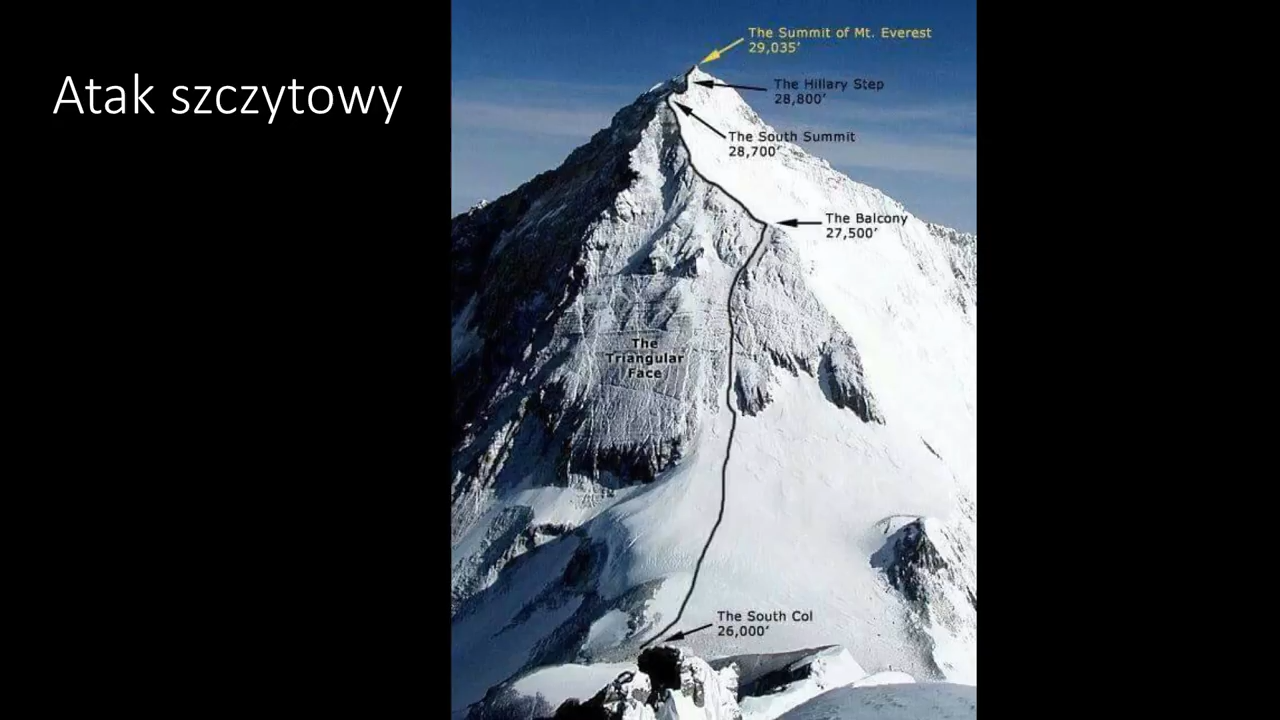 Atak szczytowy
The Summit of Mt. Everest
29,035'
The Hillary Step
28,800'
The South Summit
28,700'
The Balcony
27,500'
The
Triangular
Face
The South Col
26,000'